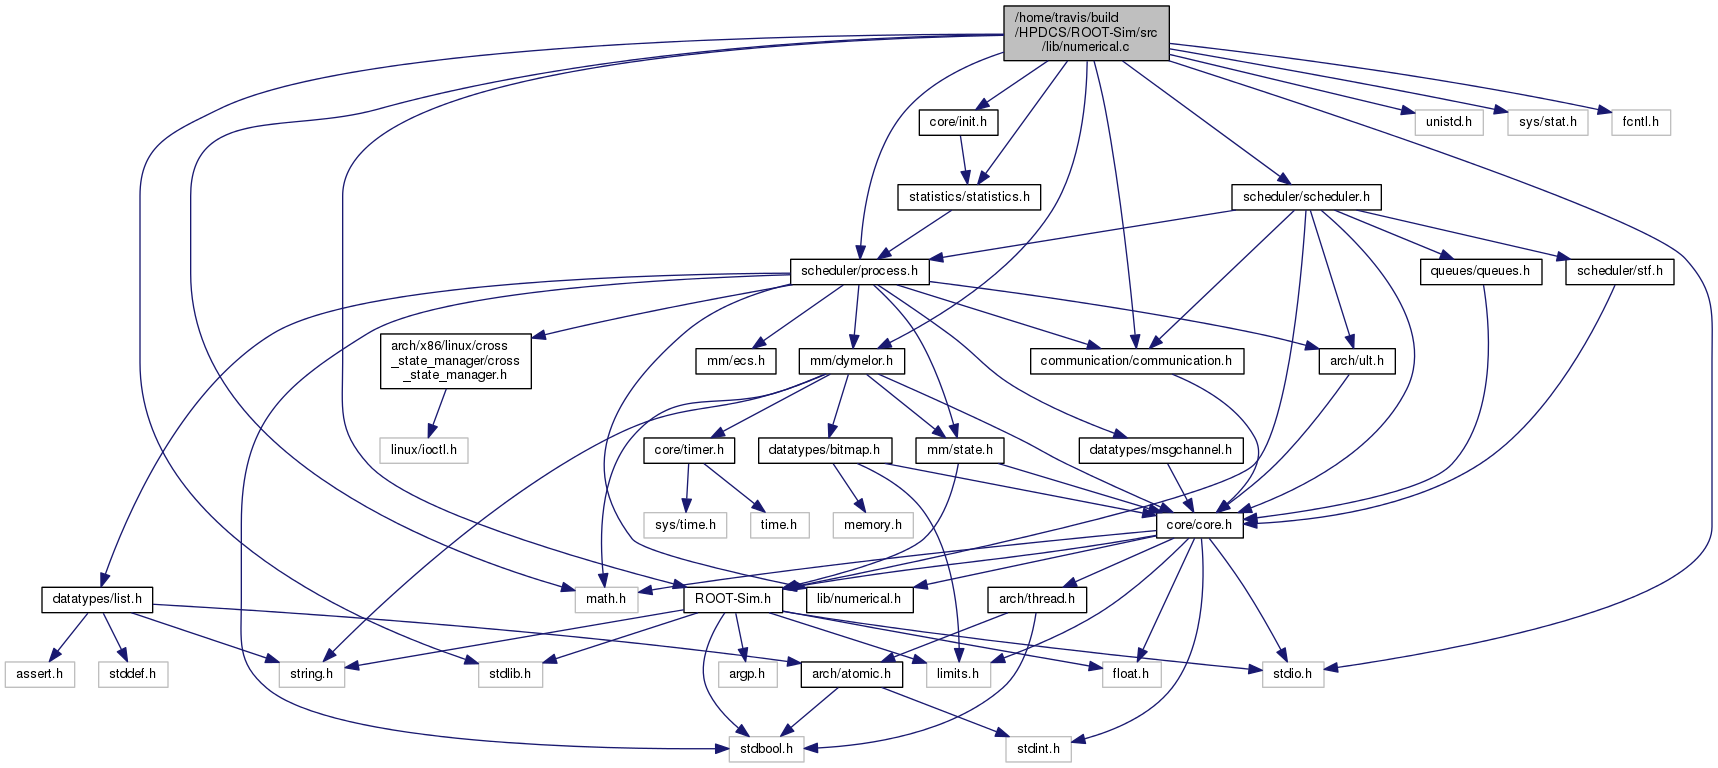 /home/travis/build
/HPDCS/ROOT-Sim/src
/lib/numerical.c
core/init.h
unistd.h
sys/stat.h
fcntl.h
statistics/statistics.h
scheduler/scheduler.h
scheduler/process.h
queues/queues.h
scheduler/stf.h
arch/x86/linux/cross
_state_manager/cross
_state_manager.h
mm/ecs.h
mm/dymelor.h
communication/communication.h
arch/ult.h
linux/ioctl.h
core/timer.h
datatypes/bitmap.h
mm/state.h
datatypes/msgchannel.h
sys/time.h
time.h
memory.h
core/core.h
datatypes/list.h
math.h
ROOT-Sim.h
lib/numerical.h
arch/thread.h
assert.h
stddef.h
string.h
stdlib.h
argp.h
arch/atomic.h
limits.h
float.h
stdio.h
stdbool.h
stdint.h